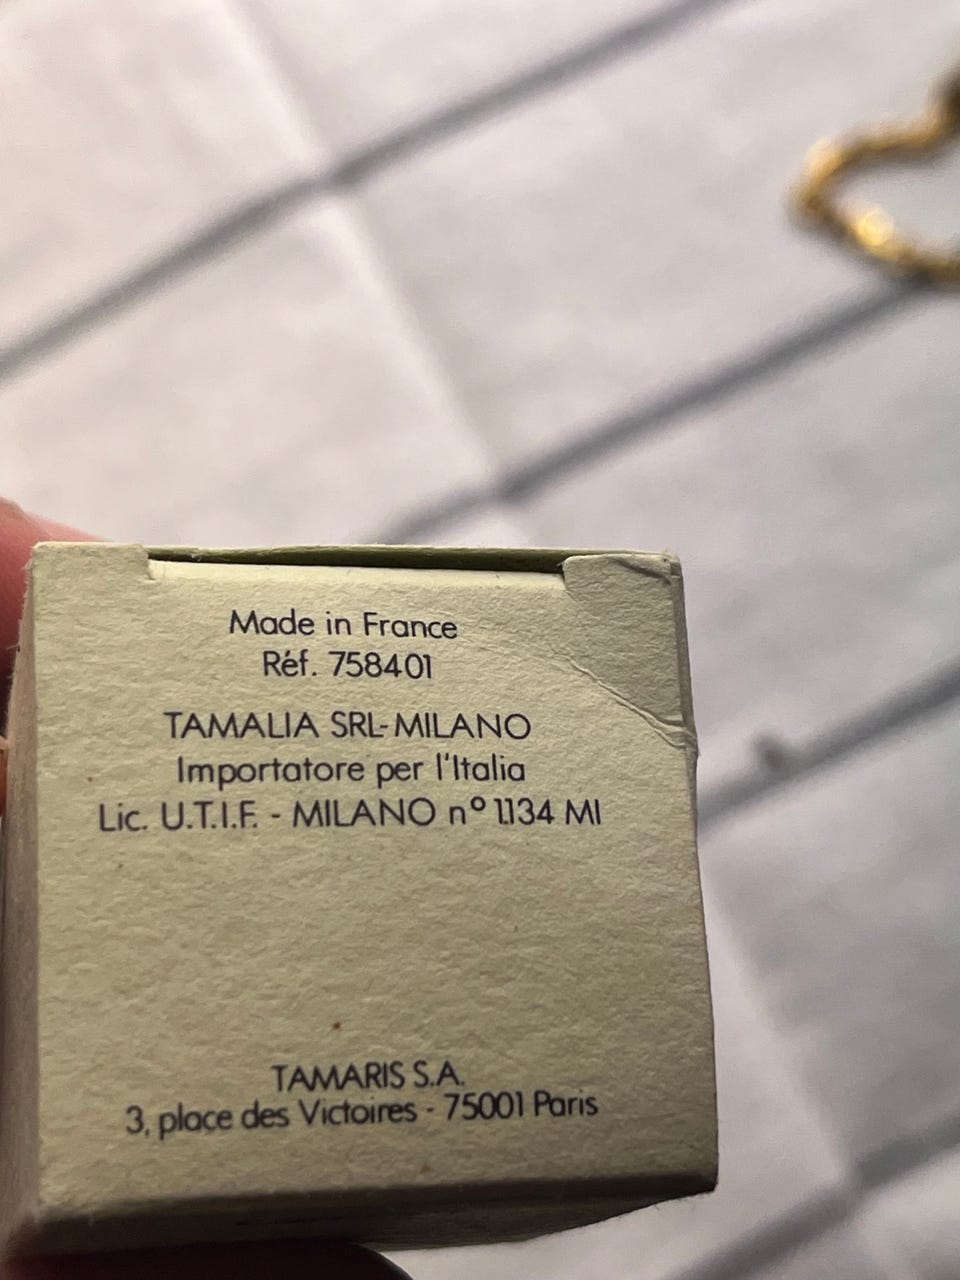 Made in France
Réf. 758401
TAMALIA SRL-MILANO
Importatore per l'Italia
Lic. U.T.I.F. - MILANO n° 1134 MI
TAMARIS S.A.
3, place des Victoires - 75001 Paris